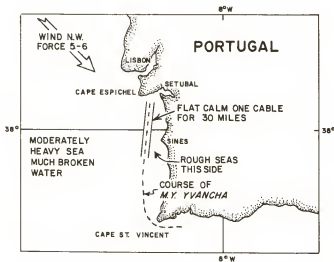 8°W
WIND N.W.
FORCE 5-6
PORTUGAL
LISBON
SETUBAL
CAPE ESPICHEL
FLAT CALM ONE CABLE
FOR 30 MILES
38°
38°
SINES
MODERATELY
HEAVY SEA
MUCH BROKEN
WATER
ROUGH SEAS
THIS SIDE
COURSE OF
M.Y. YVANCHA
CAPE ST. VINCENT
8°W